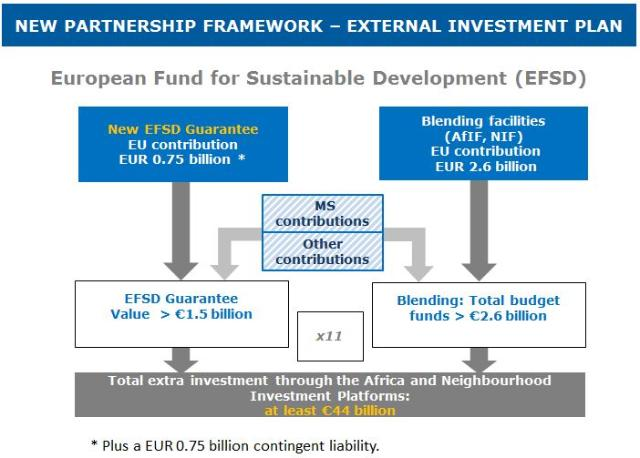 NEW PARTNERSHIP FRAMEWORK – EXTERNAL INVESTMENT PLAN
European Fund for Sustainable Development (EFSD)
New EFSD Guarantee
EU contribution
EUR 0.75 billion *
Blending facilities
(AfIF, NIF)
EU contribution
EUR 2.6 billion
MS
contributions
Other
contributions
EFSD Guarantee
Value > €1.5 billion
x11
Blending: Total budget
funds > €2.6 billion
Total extra investment through the Africa and Neighbourhood
Investment Platforms:
at least €44 billion
* Plus a EUR 0.75 billion contingent liability.